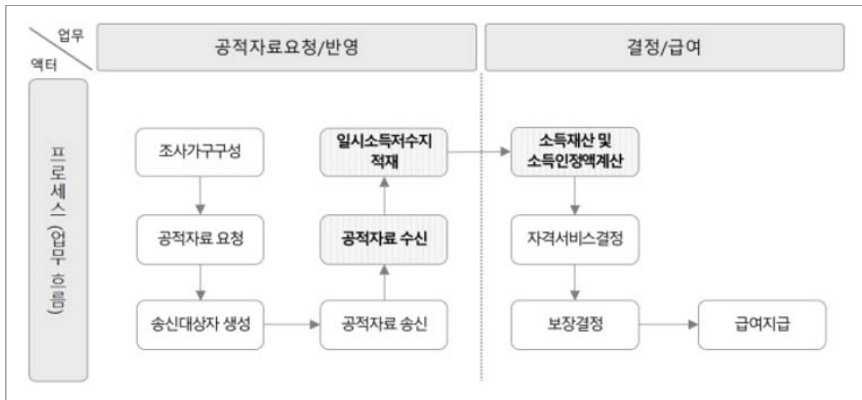 업무
액터
공적자료요청/반영
결정/급여
프로세스 (업무 흐름)
조사가구구성
일시소득저수지
적재
소득재산 및
소득인정액계산
공적자료 요청
공적자료 수신
자격서비스결정
송신대상자 생성
공적자료 송신
보장결정
급여지급